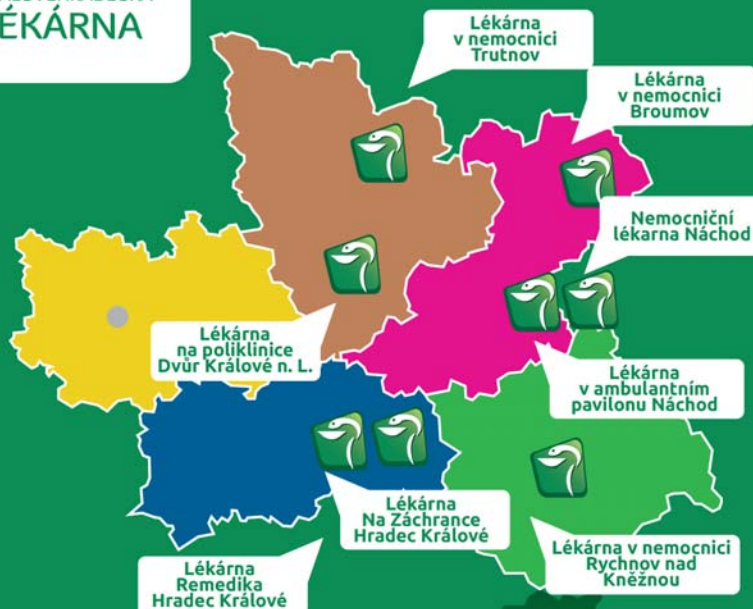 LÉKÁRNA
Lékárna
v nemocnici
Trutnov
Lékárna
v nemocnici
Broumov
Nemocniční
lékarna Náchod
Lékárna
na poliklinice
Dvůr Králové n. L.
Lékárna
v ambulantním
pavilonu Náchod
Lékárna
Na Záchrance
Hradec Králové
Lékárna v nemocnici
Rychnov nad
Kněžnou
Lékárna
Remedika
Hradec Králové